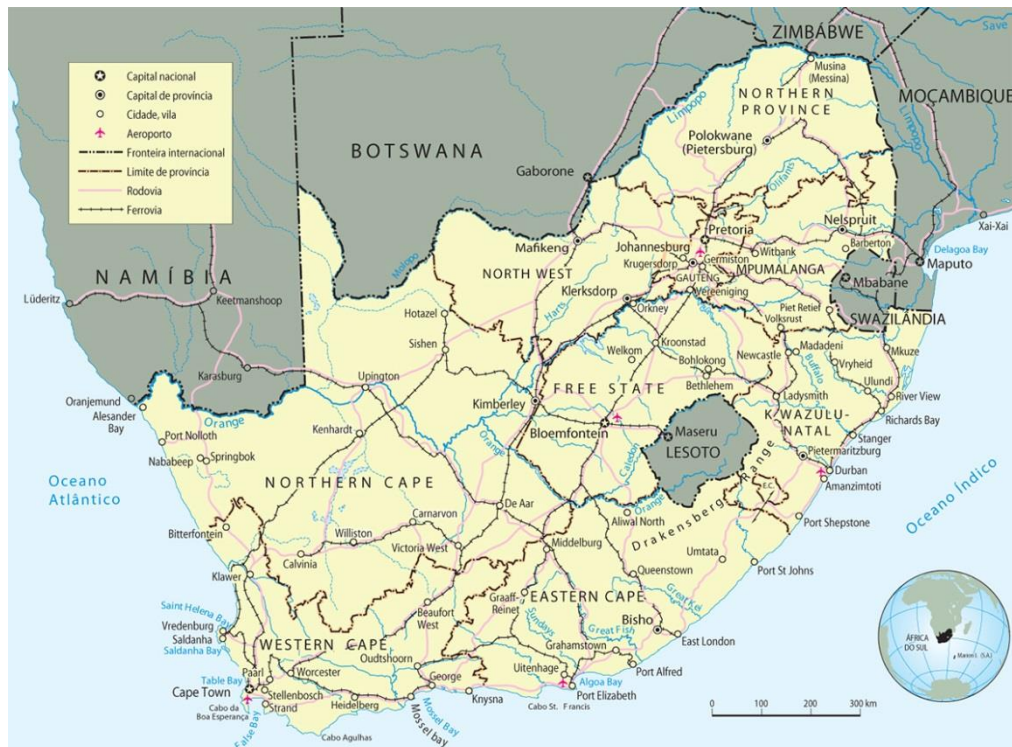 Capital nacional
Capital de província
Cidade, vila
Aeroporto
Fronteira internacional
Limite de província
Rodovia
Ferrovia
ZIMBÁBWE
Save
Musina
(Messina)
NORTHERN
PROVINCE
MOÇAMBIQUE
Limpopo
Limpopo
BOTSWANA
Polokwane
(Pietersburg)
Gaborone
Olifants
Xai-Xai
Nelspruit
Pretoria
Mafikeng
Johannesburg
Witbank
Barberton
Delagoa Bay
Maputo
Krugersdorp
Germiston
GAUTENG
MPUMALANGA
Mbabane
NAMÍBIA
Molopo
NORTH WEST
Vereeniging
Klerksdorp
Orkney
Harts
Vaal
Piet Retief
Volksrust
SWAZILÂNDIA
Lüderitz
Keetmanshoop
Hotazel
Sishen
Kroonstad
Welkom
Bohlokong
Bethlehem
Newcastle
Madadeni
Buffalo
Vryheid
Mkuze
Karasburg
Upington
FREE STATE
Ladysmith
Ulundi
River View
Richards Bay
Oranjemund
Alesander
Bay
Orange
Kimberley
Bloemfontein
Maseru
LESOTO
KWAZULU-
NATAL
Stanger
Port Nolloth
Kenhardt
Orange
Caledon
Pietermaritzburg
Durban
Amanzimtoti
Nababeep
Springbok
Oceano
Atlântico
NORTHERN CAPE
De Aar
Orange
Aliwal North
Drakensberg Range
E.C.
Oceano Índico
Port Shepstone
Bitterfontein
Carnarvon
Williston
Victoria West
Calvinia
Middelburg
Umtata
Port St Johns
Klawer
Queenstown
Graaff-
Reinet
EASTERN CAPE
Great Kei
Saint Helena Bay
Vredenburg
Saldanha
Saldanha Bay
Beaufort
West
Sundays
Great Fish
Bisho
East London
WESTERN CAPE
Oudtshoorn
Grahamstown
Uitenhage
Port Alfred
Table Bay
Paarl
Worcester
George
Knysna
Algoa Bay
Port Elizabeth
Cape Town
Stellenbosch
Strand
Heidelberg
Cabo St. Francis
Cabo da
Boa Esperança
False Bay
Mossel bay
Mossel Bay
Cabo Agulhas
0 100 200 300 km
ÁFRICA
DO SUL
Marion I. (S.A.)